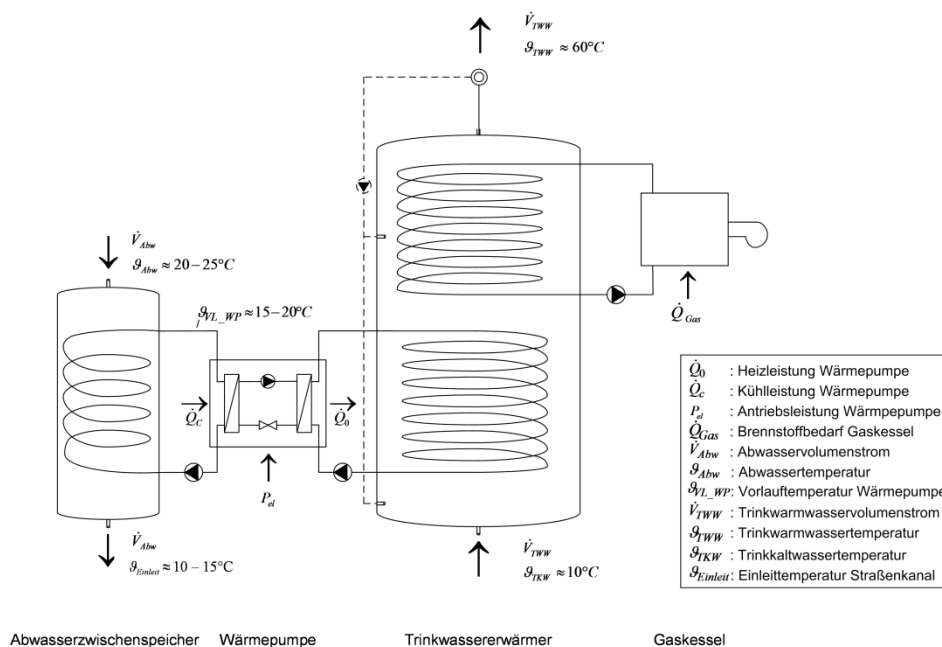 V̇_TWW
ϑ_TWW ≈ 60°C
V̇_Abw
ϑ_Abw ≈ 20 – 25°C
ϑ_VL_WP ≈ 15 – 20°C
Q̇_Gas
Q̇_C
Q̇_0
P_el
V̇_Abw
ϑ_Einleit ≈ 10 – 15°C
V̇_TWW
ϑ_TKW ≈ 10°C
Q̇_0 : Heizleistung Wärmepumpe
Q̇_c : Kühlleistung Wärmepumpe
P_el : Antriebsleistung Wärmpepumpe
Q̇_Gas : Brennstoffbedarf Gaskessel
V̇_Abw : Abwasservolumenstrom
ϑ_Abw : Abwassertemperatur
ϑ_VL_WP : Vorlauftemperatur Wärmepumpe
V̇_TWW : Trinkwarmwasservolumenstrom
ϑ_TWW : Trinkwarmwassertemperatur
ϑ_TKW : Trinkkaltwassertemperatur
ϑ_Einleit : Einleittemperatur Straßenkanal
Abwasserzwischenspeicher Wärmepumpe Trinkwassererwärmer Gaskessel